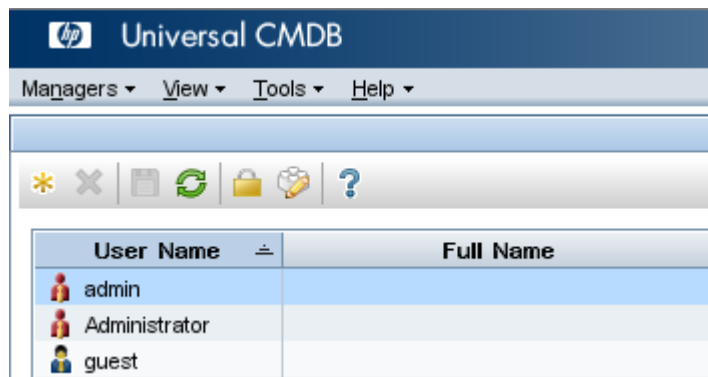 hp Universal CMDB
Managers View Tools Help
?
User Name Full Name
admin
Administrator
guest